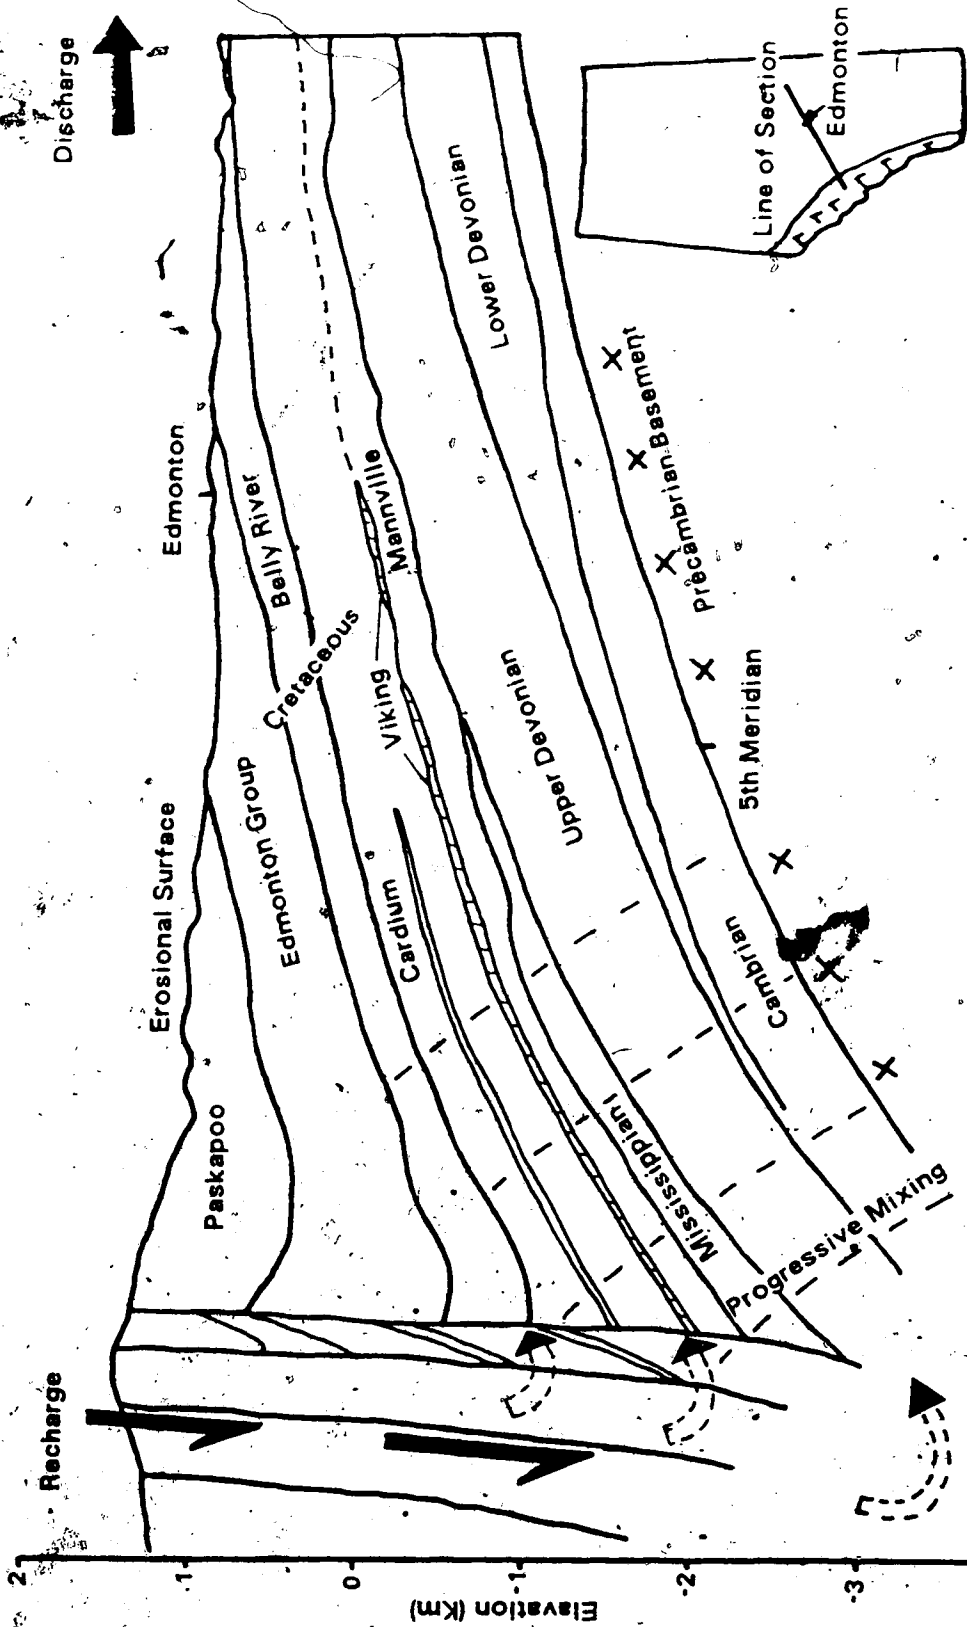 Discharge
Recharge
Erosional Surface
Edmonton
Paskapoo
Edmonton Group
Belly River
Cretaceous
Cardium
Viking
Mannville
Mississippian
Upper Devonian
Lower Devonian
Cambrian
Precambrian Basement
5th Meridian
Progressive Mixing
Line of Section
Edmonton
Elevation (Km)
2
1
0
-1
-2
-3